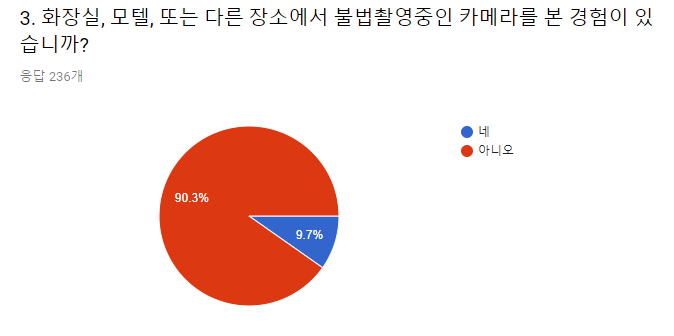 3. 화장실, 모텔, 또는 다른 장소에서 불법촬영중인 카메라를 본 경험이 있
습니까?
응답 236개
네
아니오
90.3%
9.7%